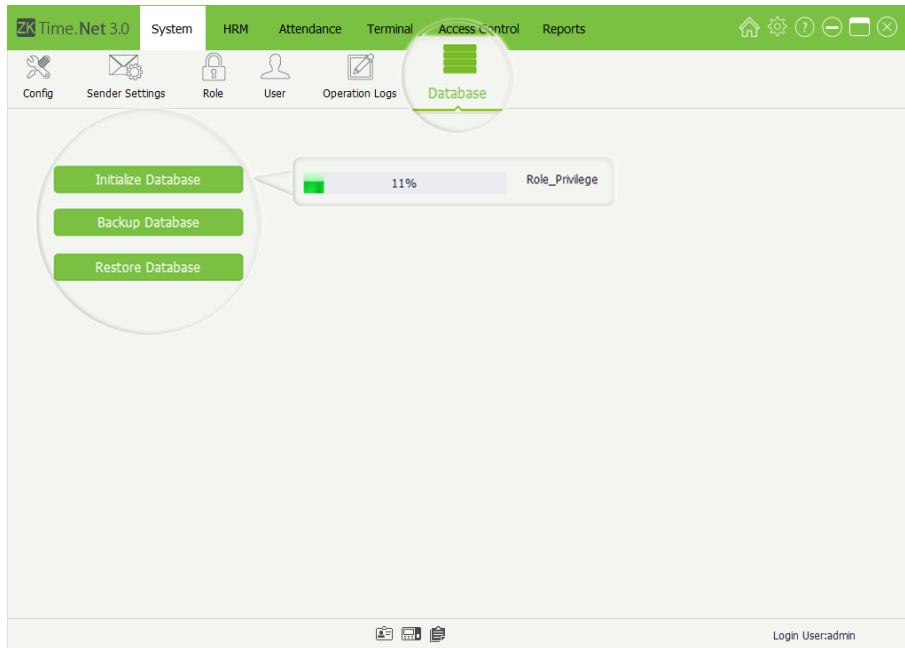 ZK Time.Net 3.0 System HRM Attendance Terminal Access Control Reports
Config Sender Settings Role User Operation Logs Database
Initialize Database
11% Role_Privilege
Backup Database
Restore Database
Login User:admin